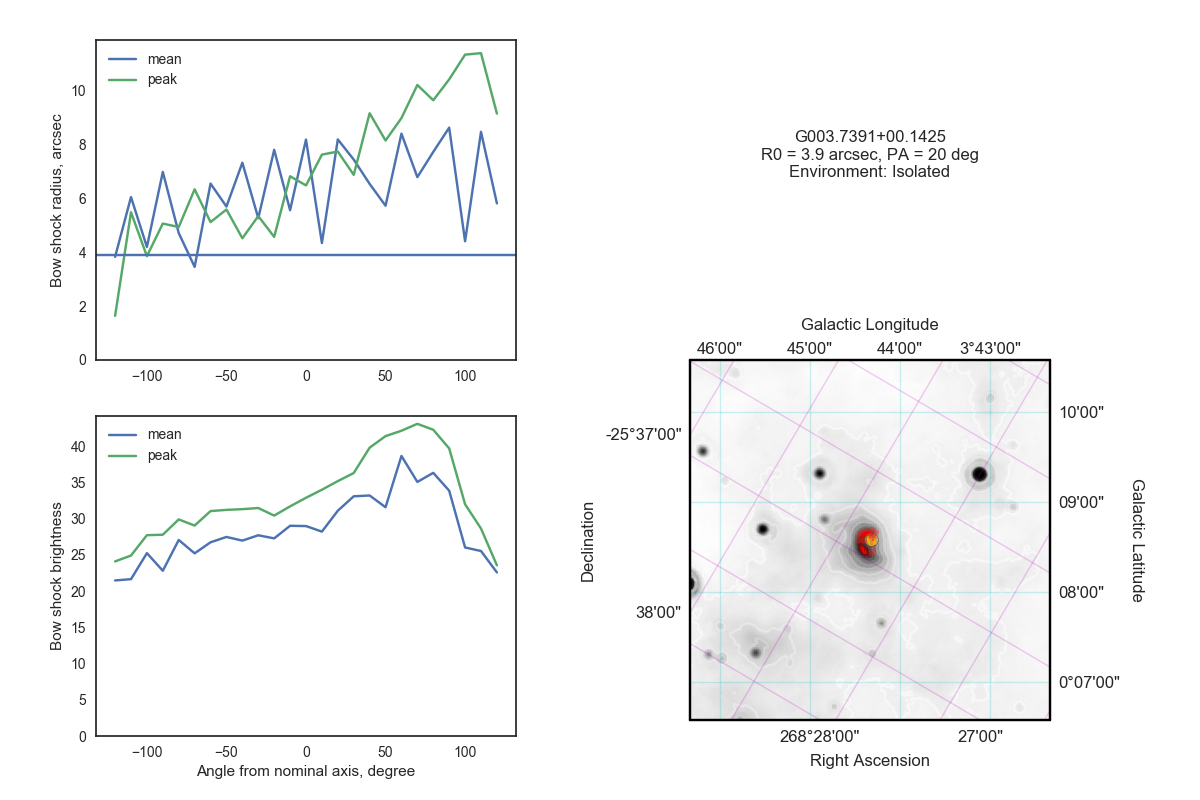 mean
peak
Bow shock radius, arcsec
10
8
6
4
2
0
−100
−50
0
50
100
mean
peak
Bow shock brightness
40
35
30
25
20
15
10
5
0
−100
−50
0
50
100
Angle from nominal axis, degree
G003.7391+00.1425
R0 = 3.9 arcsec, PA = 20 deg
Environment: Isolated
Galactic Longitude
46'00"
45'00"
44'00"
3°43'00"
-25°37'00"
38'00"
Declination
10'00"
09'00"
08'00"
0°07'00"
Galactic Latitude
268°28'00"
27'00"
Right Ascension